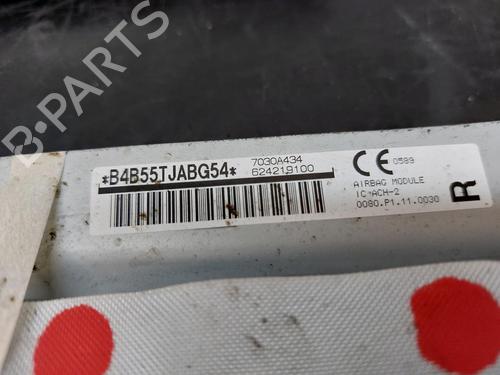 *B4B55TJABG54*
7030A434
624219100
CE 0589
AIRBAG MODULE
IC-ACH-2
0080.P1.11.0030
R
B-PARTS